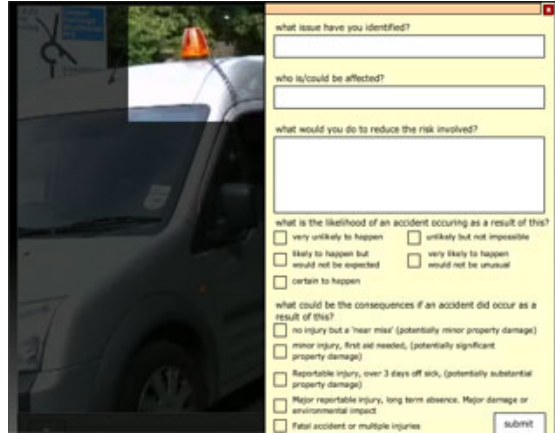 what issue have you identified?
who is/could be affected?
what would you do to reduce the risk involved?
what is the likelihood of an accident occuring as a result of this?
very unlikely to happen
unlikely but not impossible
likely to happen but
would not be expected
very likely to happen
would not be unusual
certain to happen
what could be the consequences if an accident did occur as a
result of this?
no injury but a 'near miss' (potentially minor property damage)
minor injury, first aid needed, (potentially significant
property damage)
Reportable injury, over 3 days off sick, (potentially substantial
property damage)
Major reportable injury, long term absence. Major damage or
environmental impact
Fatal accident or multiple injuries
submit